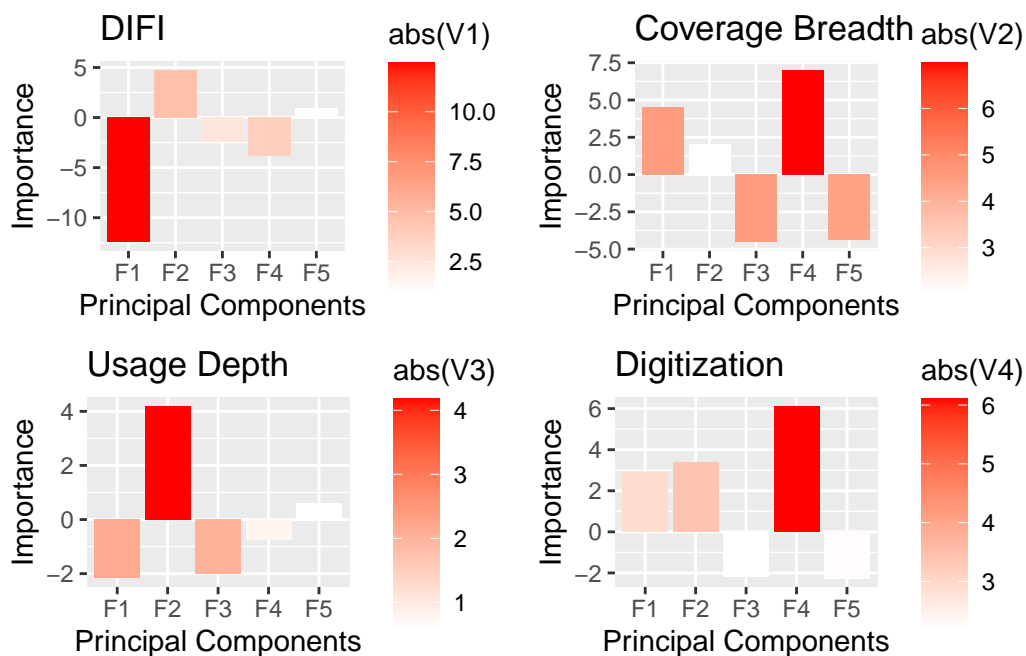 DIFI
abs(V1)
5
0
−5
−10
Importance
F1 F2 F3 F4 F5
Principal Components
10.0
7.5
5.0
2.5
Coverage Breadth
abs(V2)
7.5
5.0
2.5
0.0
−2.5
−5.0
Importance
F1 F2 F3 F4 F5
Principal Components
6
5
4
3
Usage Depth
abs(V3)
4
2
0
−2
Importance
F1 F2 F3 F4 F5
Principal Components
4
3
2
1
Digitization
abs(V4)
6
4
2
0
−2
Importance
F1 F2 F3 F4 F5
Principal Components
6
5
4
3